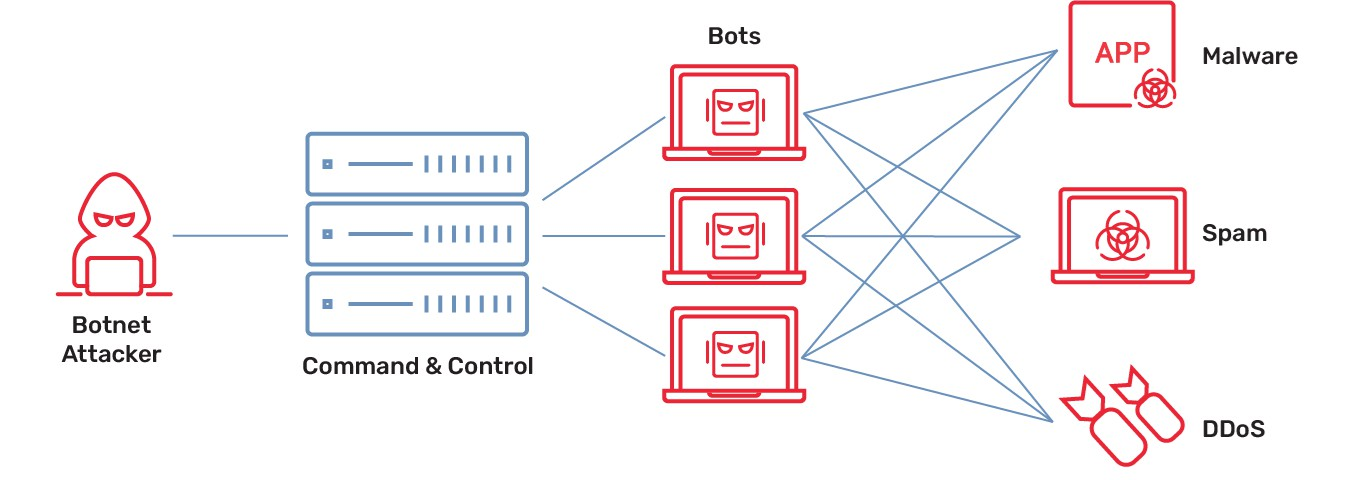 Bots
APP
Malware
Spam
Botnet
Attacker
Command & Control
DDoS